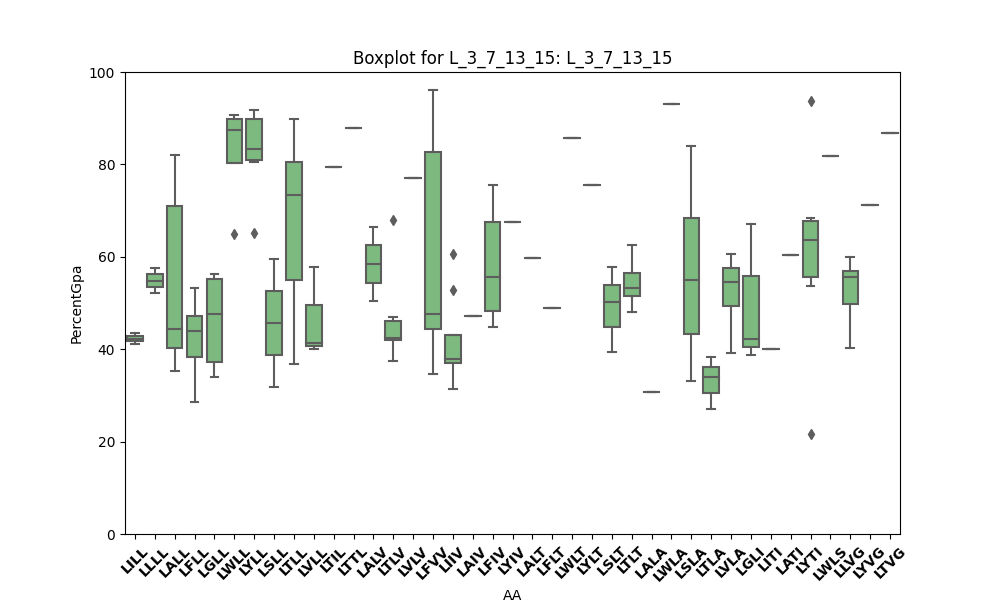 Boxplot for L_3_7_13_15: L_3_7_13_15
PercentGpa
100
80
60
40
20
0
LILL
LLLL
LALL
LFLL
LGLL
LWLL
LYLL
LSLL
LTLL
LVLL
LTIL
LTTL
LALV
LTLV
LVLV
LFVV
LIIV
LAIV
LFIV
LYIV
LALT
LFLT
LWLT
LYLT
LSLT
LTLT
LALA
LWLA
LSLA
LTLA
LVLA
LGLI
LITI
LATI
LYTI
LWLS
LLVG
LYVG
LTVG
AA